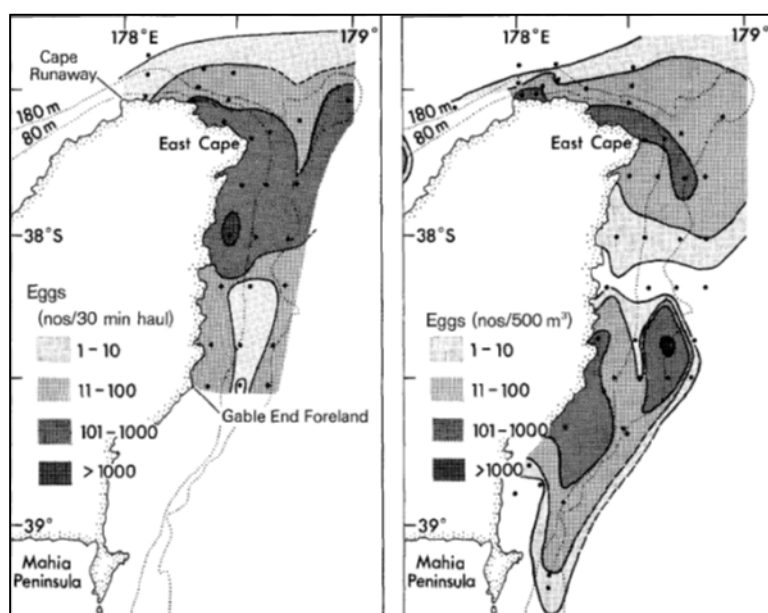 178°E
179°
Cape
Runaway
180 m
80 m
East Cape
38°S
Eggs
(nos/30 min haul)
1-10
11-100
101-1000
>1000
Gable End Foreland
39°
Mahia
Peninsula
178°E
179°
180 m
80 m
East Cape
38°S
Eggs (nos/500 m³)
1-10
11-100
101-1000
>1000
39°
Mahia
Peninsula